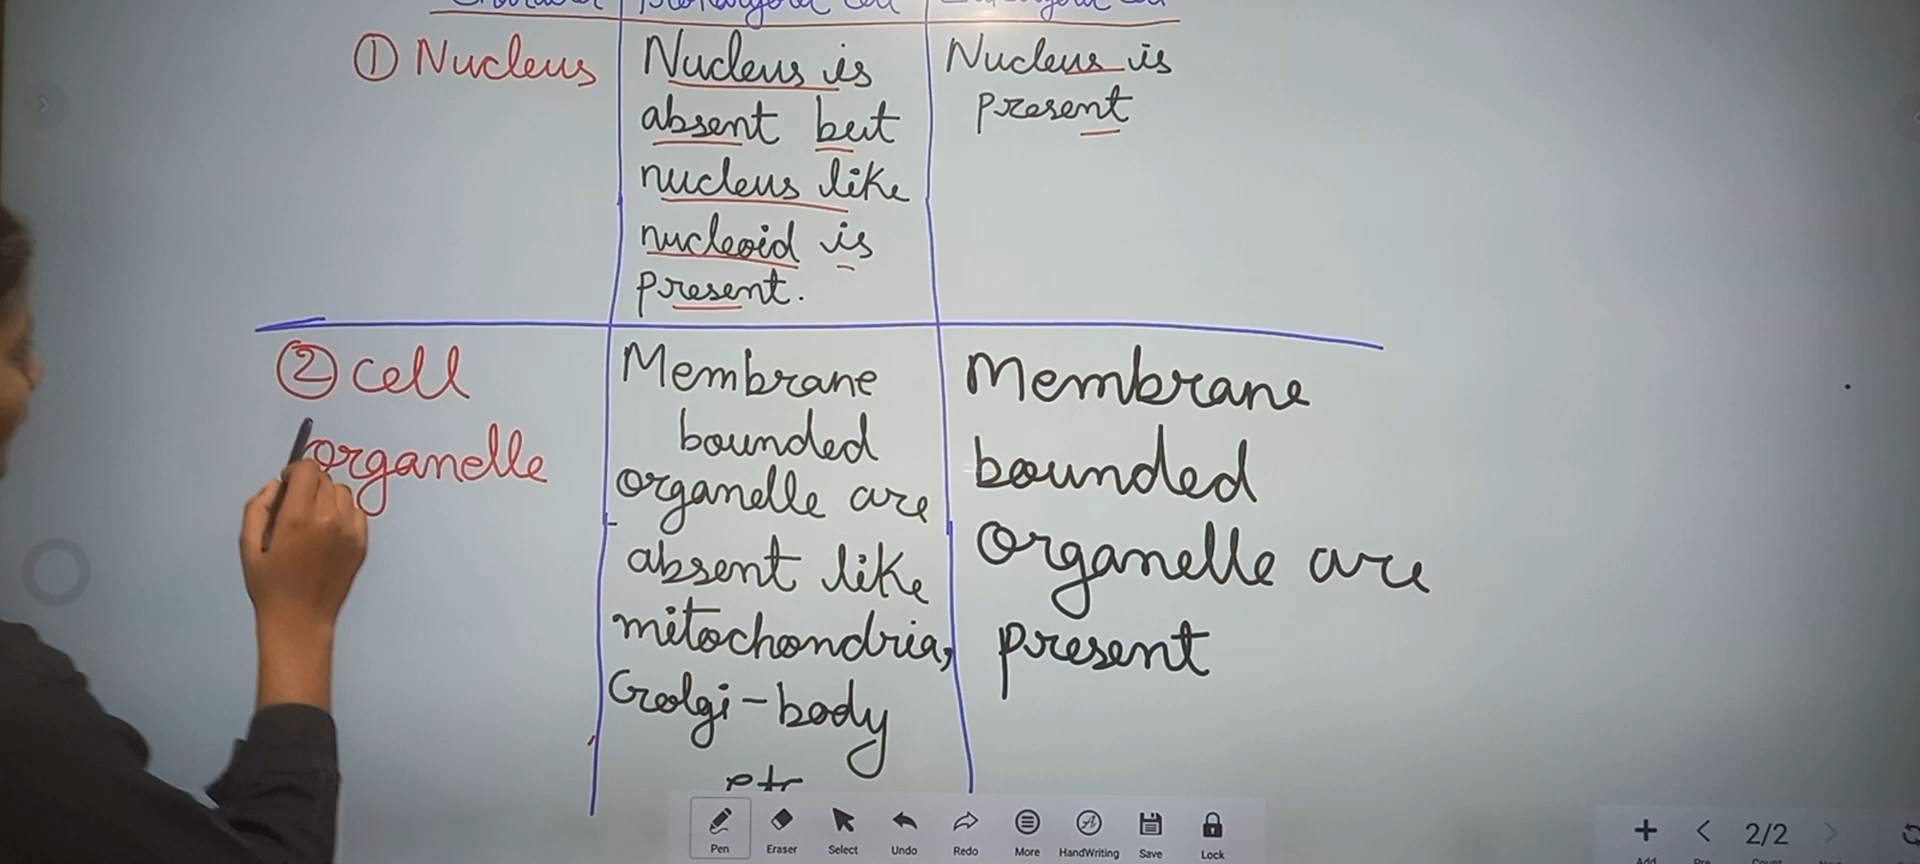 ① Nucleus
Nucleus is
absent but
nucleus like
nucleoid is
present.
Nucleus is
present
② cell
organelle
Membrane
bounded
organelle are
absent like
mitochondria,
Golgi-body
etc
Membrane
bounded
organelle are
present
Pen Eraser Select Undo Redo More HandWriting Save Lock
2/2
Add